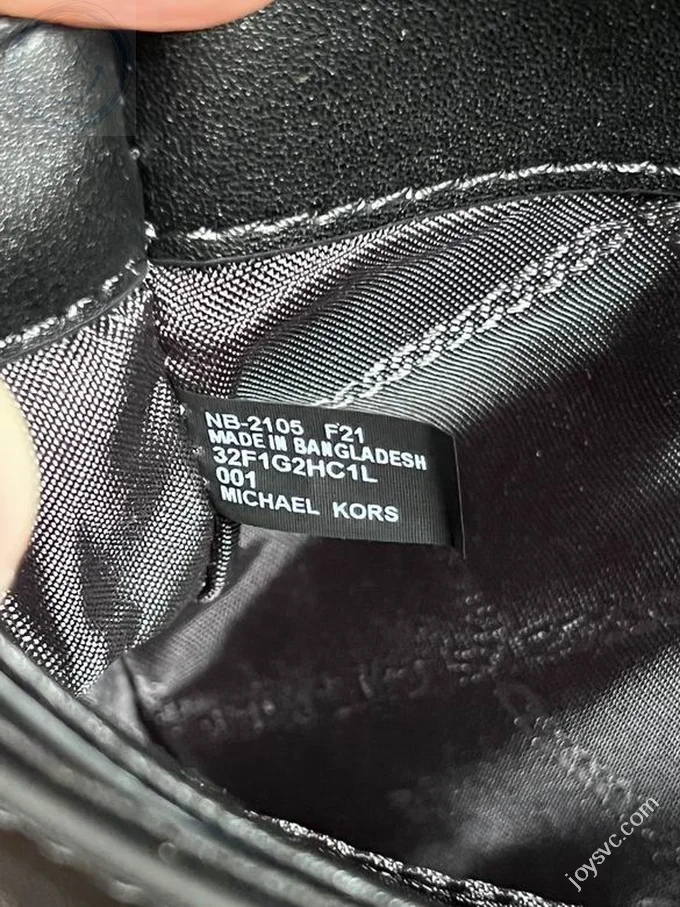 NB-2105 F21
MADE IN BANGLADESH
32F1G2HC1L
001
MICHAEL KORS
joysvc.com